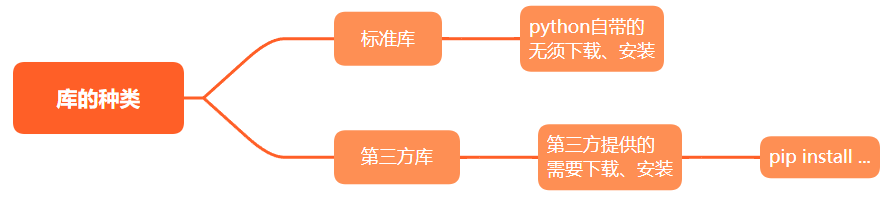 库的种类
标准库
python自带的
无须下载、安装
第三方库
第三方提供的
需要下载、安装
pip install ...